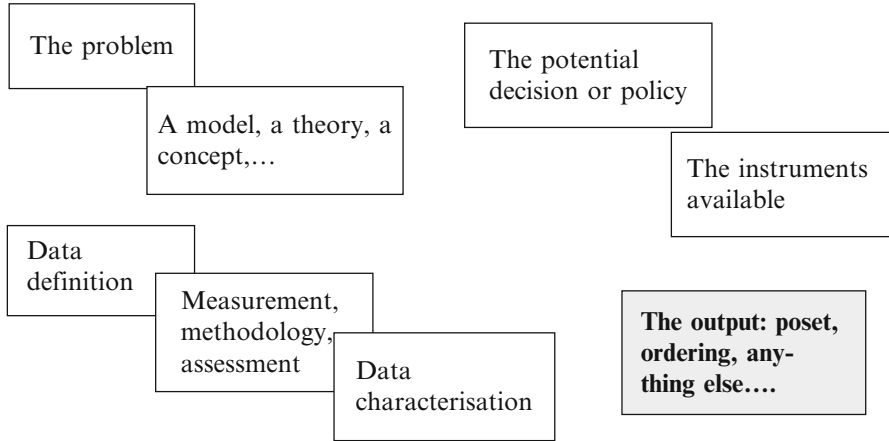 The problem
A model, a theory, a
concept,…
The potential
decision or policy
The instruments
available
Data
definition
Measurement,
methodology,
assessment
Data
characterisation
The output: poset,
ordering, any-
thing else….